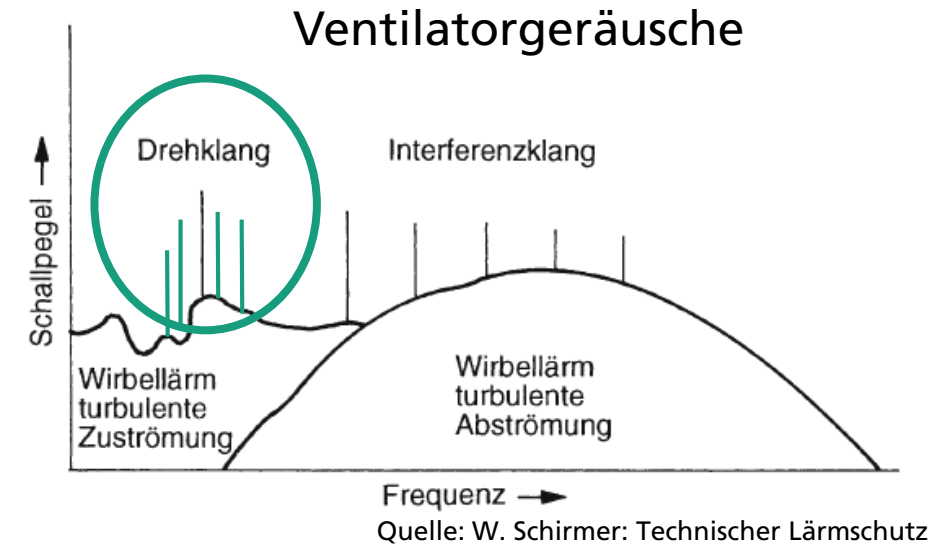 Ventilatorgeräusche
Drehklang
Interferenzklang
Schallpegel
Wirbellärm
turbulente
Zuströmung
Wirbellärm
turbulente
Abströmung
Frequenz
Quelle: W. Schirmer: Technischer Lärmschutz